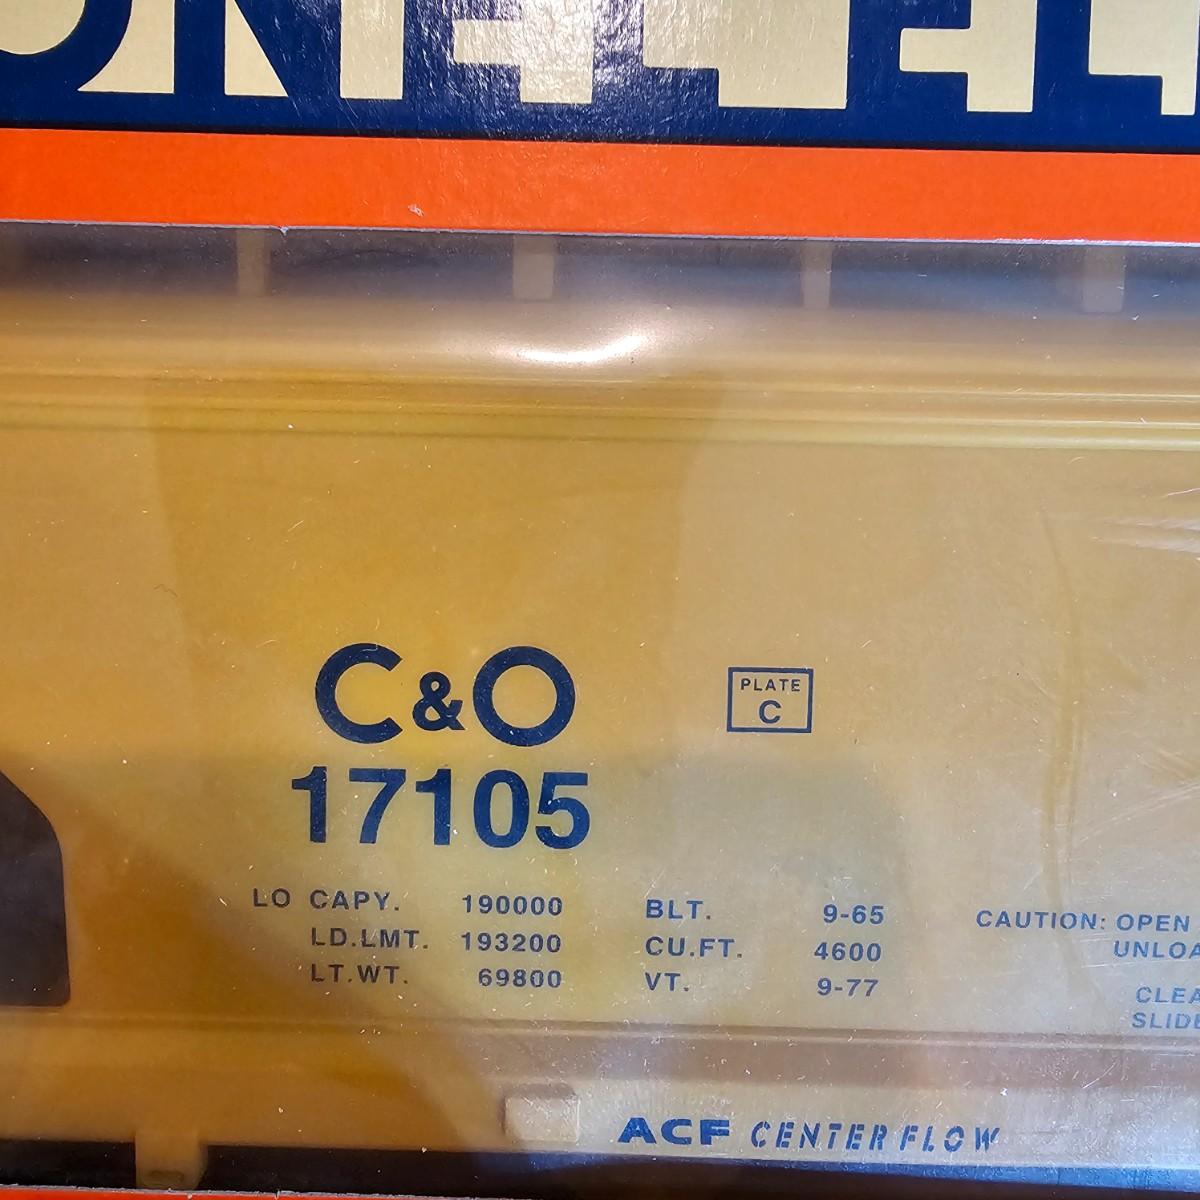 C&O
17105
PLATE
C
LO CAPY. 190000
LD.LMT. 193200
LT.WT. 69800
BLT. 9-65
CU.FT. 4600
VT. 9-77
CAUTION: OPEN
ACF CENTER FLOW